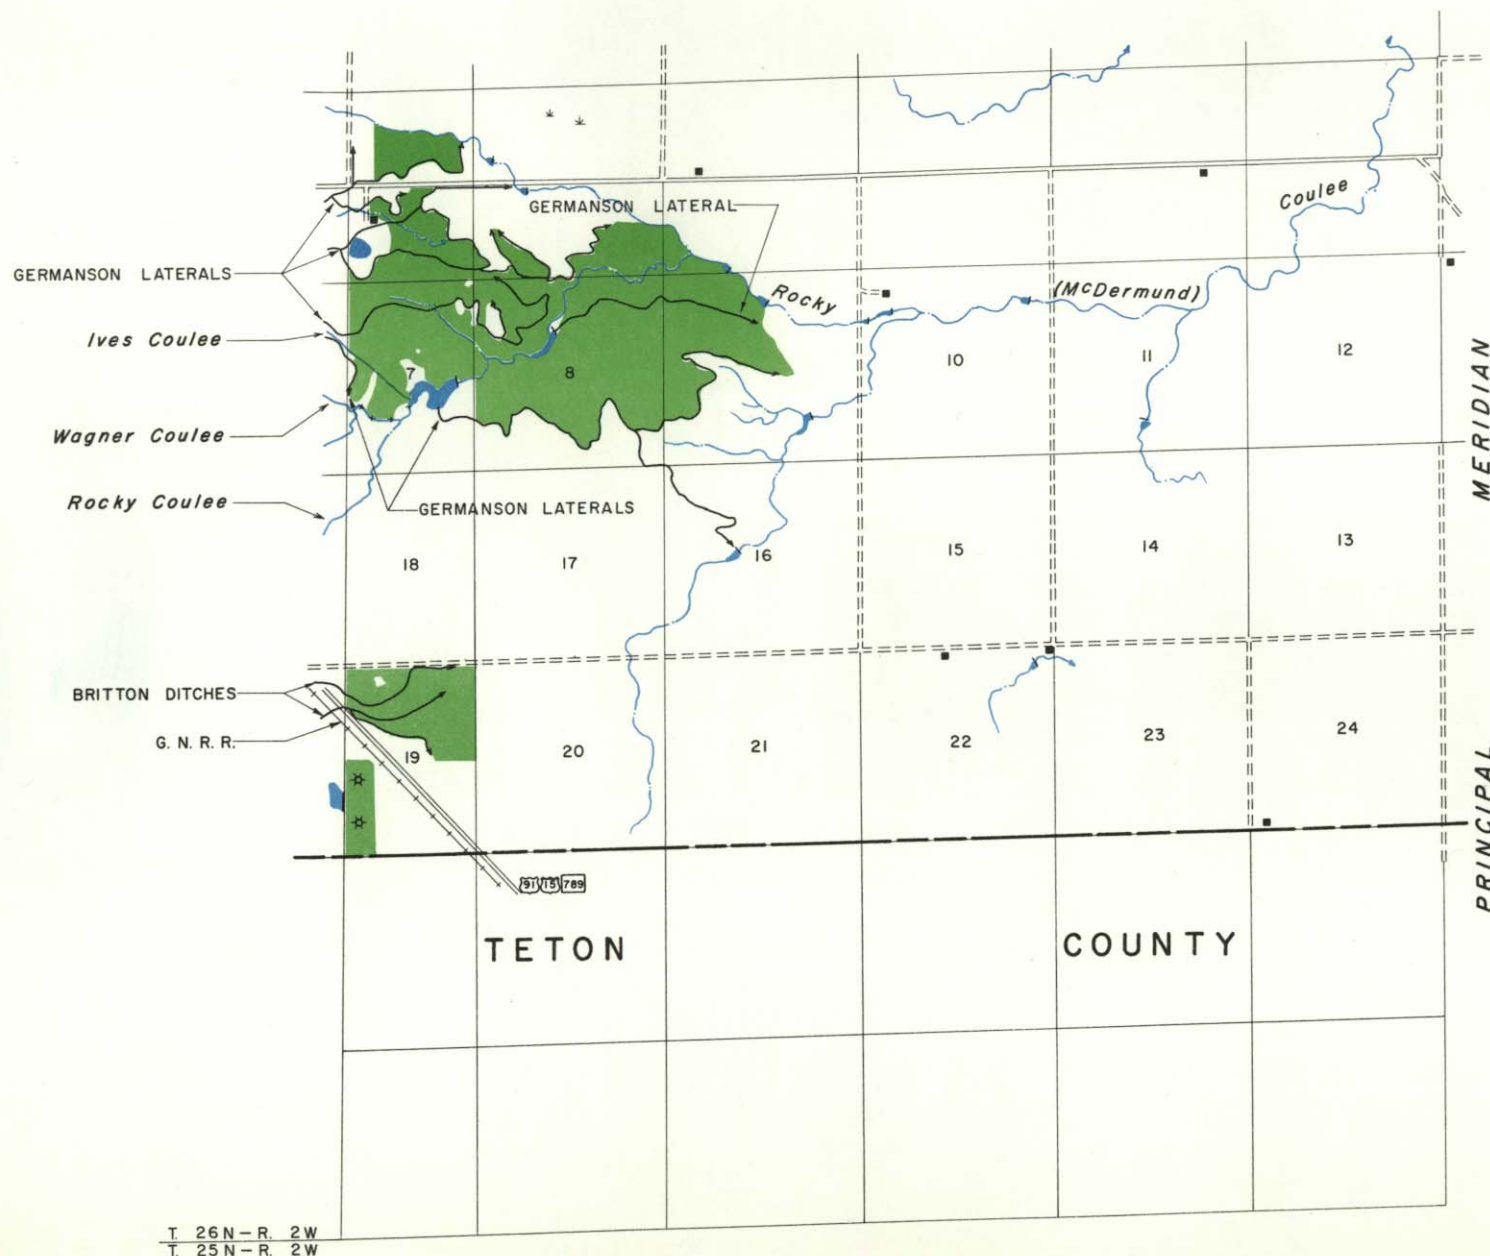 GERMANSON LATERAL
Coulee
GERMANSON LATERALS
Rocky
(McDermund)
Ives Coulee
7
8
10
11
12
MERIDIAN
Wagner Coulee
Rocky Coulee
GERMANSON LATERALS
18
17
16
15
14
13
BRITTON DITCHES
G. N. R. R.
19
20
21
22
23
24
PRINCIPAL
91 15 789
TETON COUNTY
T. 26N – R. 2W
T. 25N – R. 2W